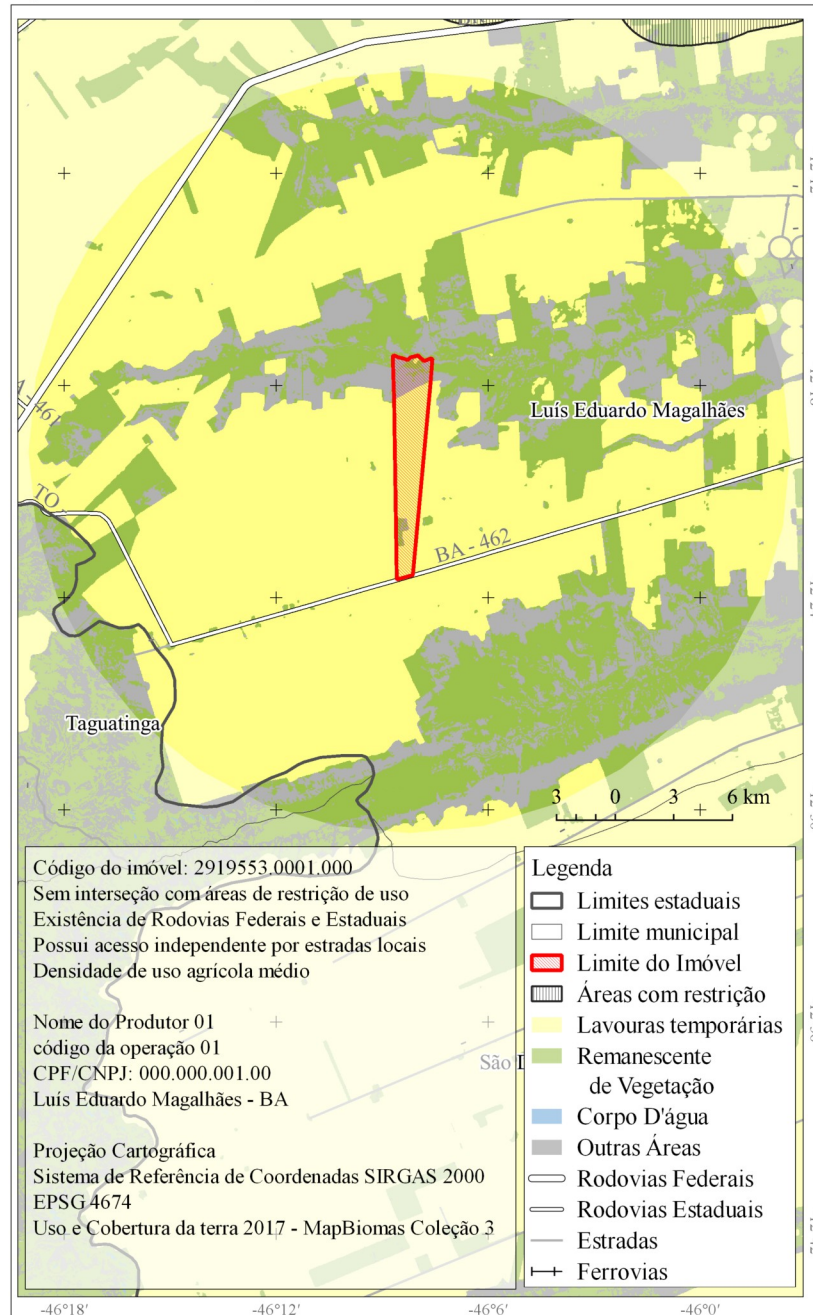 A - 461
TO -
Luís Eduardo Magalhães
BA - 462
Taguatinga
3 0 3 6 km
Código do imóvel: 2919553.0001.000
Sem interseção com áreas de restrição de uso
Existência de Rodovias Federais e Estaduais
Possui acesso independente por estradas locais
Densidade de uso agrícola médio
Nome do Produtor 01
código da operação 01
CPF/CNPJ: 000.000.001.00
Luís Eduardo Magalhães - BA
Projeção Cartográfica
Sistema de Referência de Coordenadas SIRGAS 2000
EPSG 4674
Uso e Cobertura da terra 2017 - MapBiomas Coleção 3
São D
Legenda
Limites estaduais
Limite municipal
Limite do Imóvel
Áreas com restrição
Lavouras temporárias
Remanescente
de Vegetação
Corpo D'água
Outras Áreas
Rodovias Federais
Rodovias Estaduais
Estradas
Ferrovias
-46°18' -46°12' -46°6' -46°0'